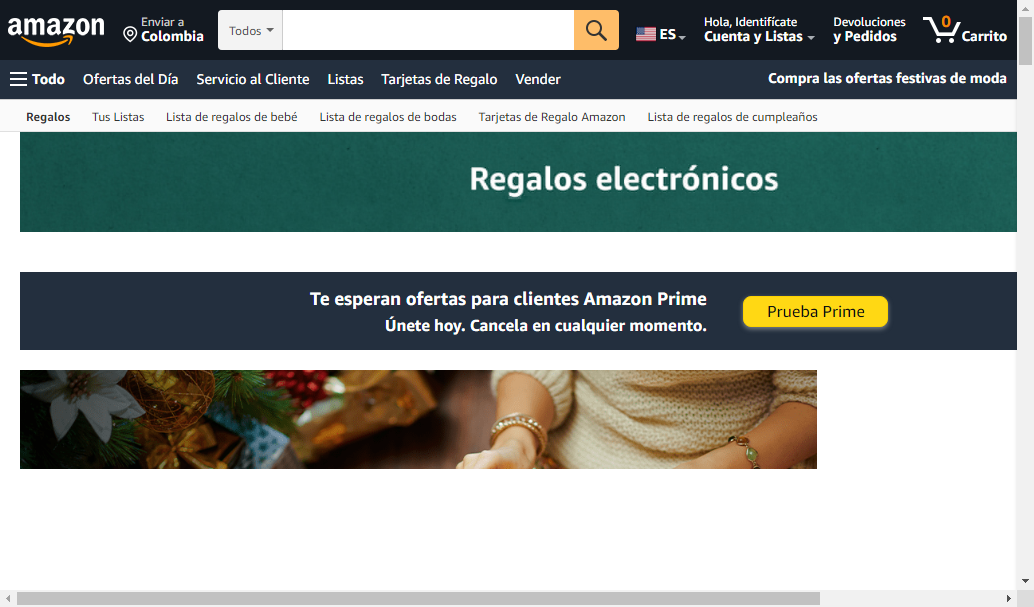 amazon
Enviar a
Colombia
Todos
ES
Hola, Identifícate
Cuenta y Listas
Devoluciones
y Pedidos
0
Carrito
Todo
Ofertas del Día
Servicio al Cliente
Listas
Tarjetas de Regalo
Vender
Compra las ofertas festivas de moda
Regalos
Tus Listas
Lista de regalos de bebé
Lista de regalos de bodas
Tarjetas de Regalo Amazon
Lista de regalos de cumpleaños
Regalos electrónicos
Te esperan ofertas para clientes Amazon Prime
Únete hoy. Cancela en cualquier momento.
Prueba Prime